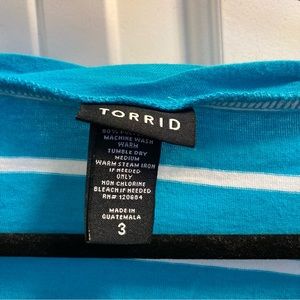 TORRID
MACHINE WASH
WARM
TUMBLE DRY
MEDIUM
WARM STEAM IRON
IF NEEDED
ONLY
NON CHLORINE
BLEACH IF NEEDED
RN# 120684
MADE IN
GUATEMALA
3